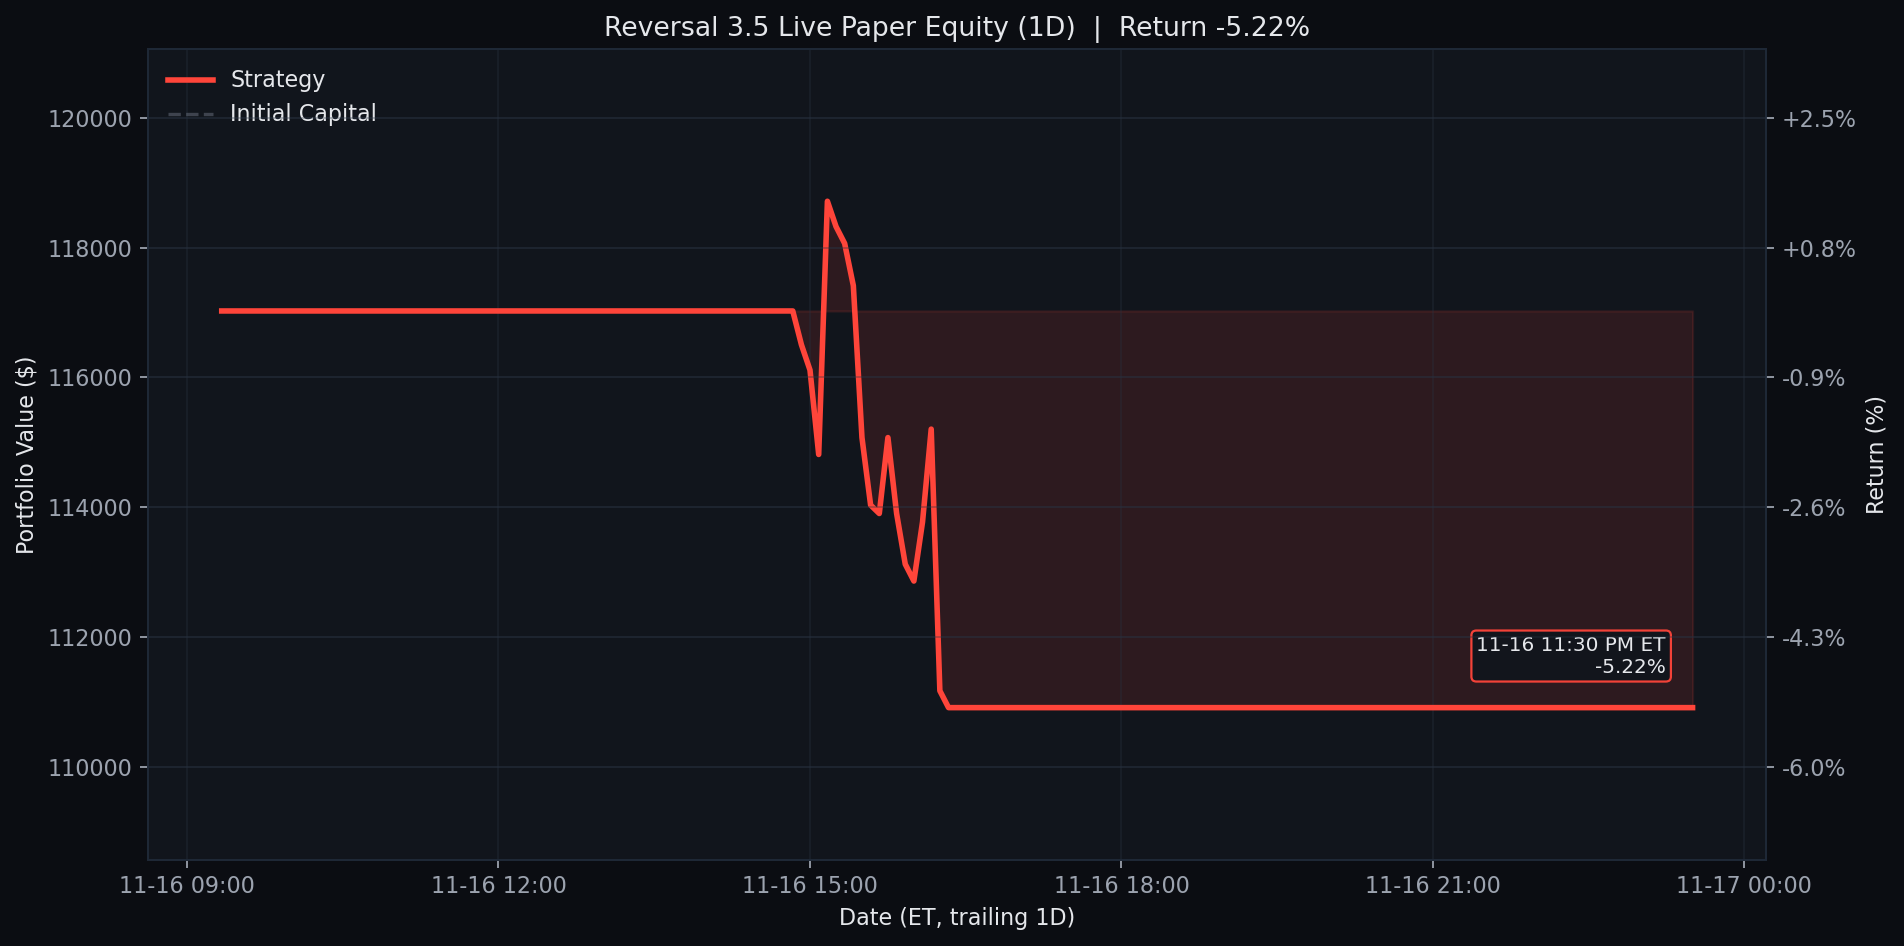 Reversal 3.5 Live Paper Equity (1D)  |  Return -5.22%
Strategy
Initial Capital
120000
118000
116000
114000
112000
110000
Portfolio Value ($)
+2.5%
+0.8%
-0.9%
-2.6%
-4.3%
-6.0%
Return (%)
11-16 11:30 PM ET
-5.22%
11-16 09:00
11-16 12:00
11-16 15:00
11-16 18:00
11-16 21:00
11-17 00:00
Date (ET, trailing 1D)